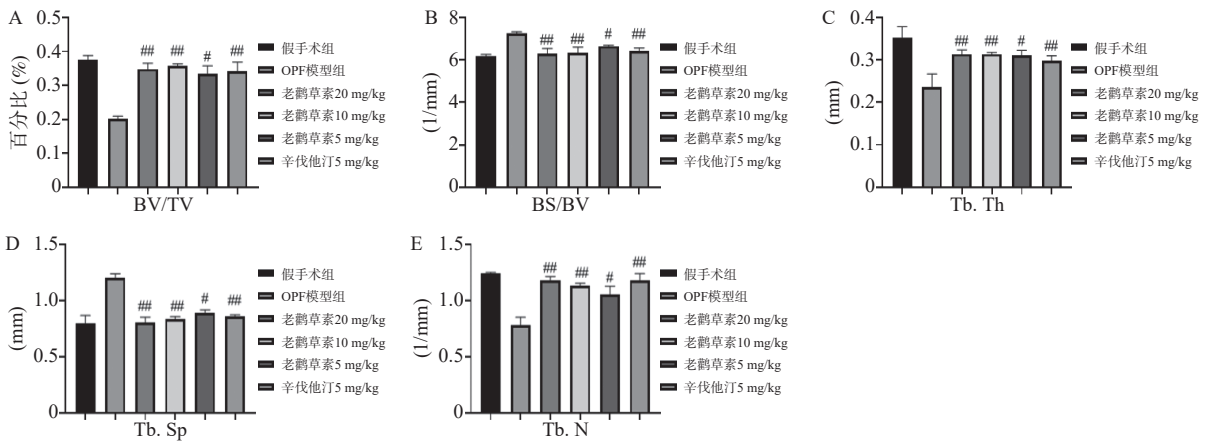 A
百分比 (%)
0.5
0.4
0.3
0.2
0.1
0
## ## # ##
BV/TV
假手术组
OPF模型组
老鹳草素20 mg/kg
老鹳草素10 mg/kg
老鹳草素5 mg/kg
辛伐他汀5 mg/kg
B
(1/mm)
8
6
4
2
0
## ## # ##
BS/BV
假手术组
OPF模型组
老鹳草素20 mg/kg
老鹳草素10 mg/kg
老鹳草素5 mg/kg
辛伐他汀5 mg/kg
C
(mm)
0.4
0.3
0.2
0.1
0
## ## # ##
Tb. Th
假手术组
OPF模型组
老鹳草素20 mg/kg
老鹳草素10 mg/kg
老鹳草素5 mg/kg
辛伐他汀5 mg/kg
D
(mm)
1.5
1.0
0.5
0
## ## # ##
Tb. Sp
假手术组
OPF模型组
老鹳草素20 mg/kg
老鹳草素10 mg/kg
老鹳草素5 mg/kg
辛伐他汀5 mg/kg
E
(1/mm)
1.5
1.0
0.5
0
## ## # ##
Tb. N
假手术组
OPF模型组
老鹳草素20 mg/kg
老鹳草素10 mg/kg
老鹳草素5 mg/kg
辛伐他汀5 mg/kg